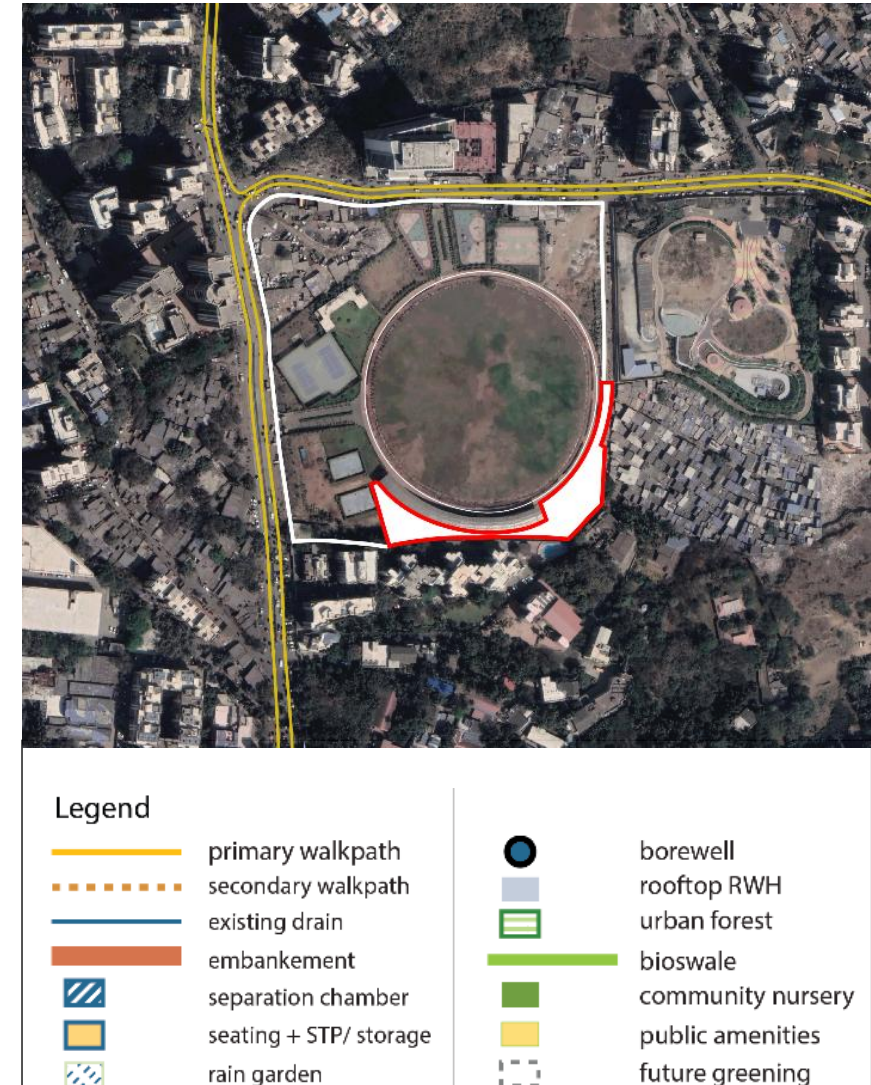 Legend
primary walkpath
secondary walkpath
existing drain
embankement
separation chamber
seating + STP/ storage
rain garden
borewell
rooftop RWH
urban forest
bioswale
community nursery
public amenities
future greening